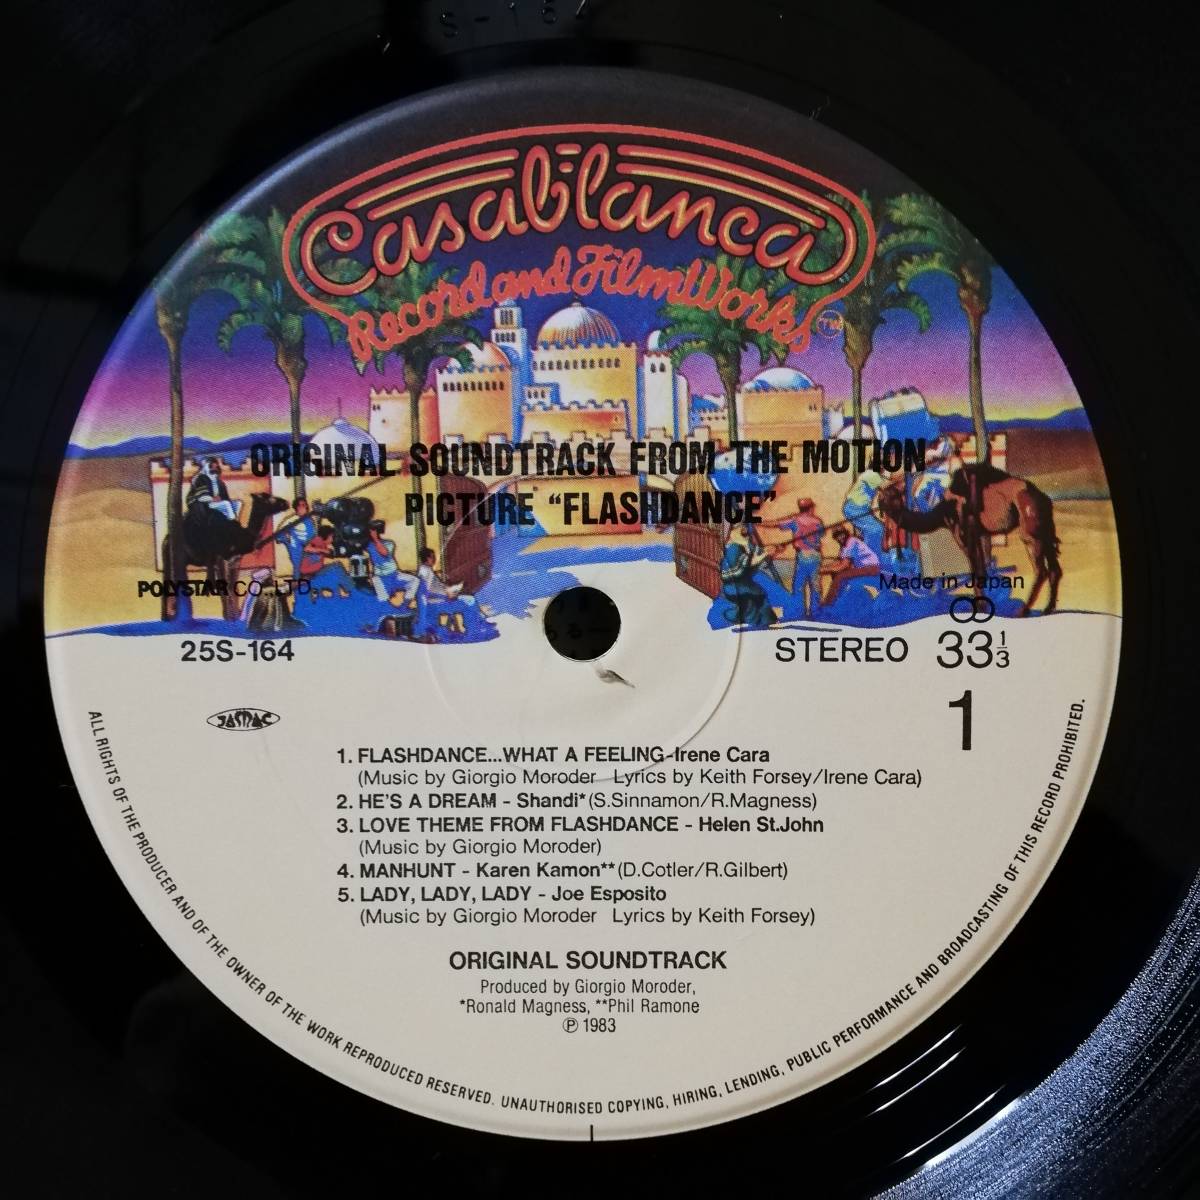 S-164
Casablanca
Record and FilmWorks TM
ORIGINAL SOUNDTRACK FROM THE MOTION
PICTURE “FLASHDANCE”
POLYSTAR CO.,LTD.
Made in Japan
25S-164
STEREO 33 1/3
JASRAC
1
1. FLASHDANCE...WHAT A FEELING-Irene Cara
(Music by Giorgio Moroder Lyrics by Keith Forsey/Irene Cara)
2. HE'S A DREAM - Shandi* (S.Sinnamon/R.Magness)
3. LOVE THEME FROM FLASHDANCE - Helen St.John
(Music by Giorgio Moroder)
4. MANHUNT - Karen Kamon** (D.Cotler/R.Gilbert)
5. LADY, LADY, LADY - Joe Esposito
(Music by Giorgio Moroder Lyrics by Keith Forsey)
ORIGINAL SOUNDTRACK
Produced by Giorgio Moroder,
*Ronald Magness, **Phil Ramone
℗ 1983
ALL RIGHTS OF THE PRODUCER AND OF THE OWNER OF THE WORK REPRODUCED RESERVED. UNAUTHORISED COPYING, HIRING, LENDING, PUBLIC PERFORMANCE AND BROADCASTING OF THIS RECORD PROHIBITED.